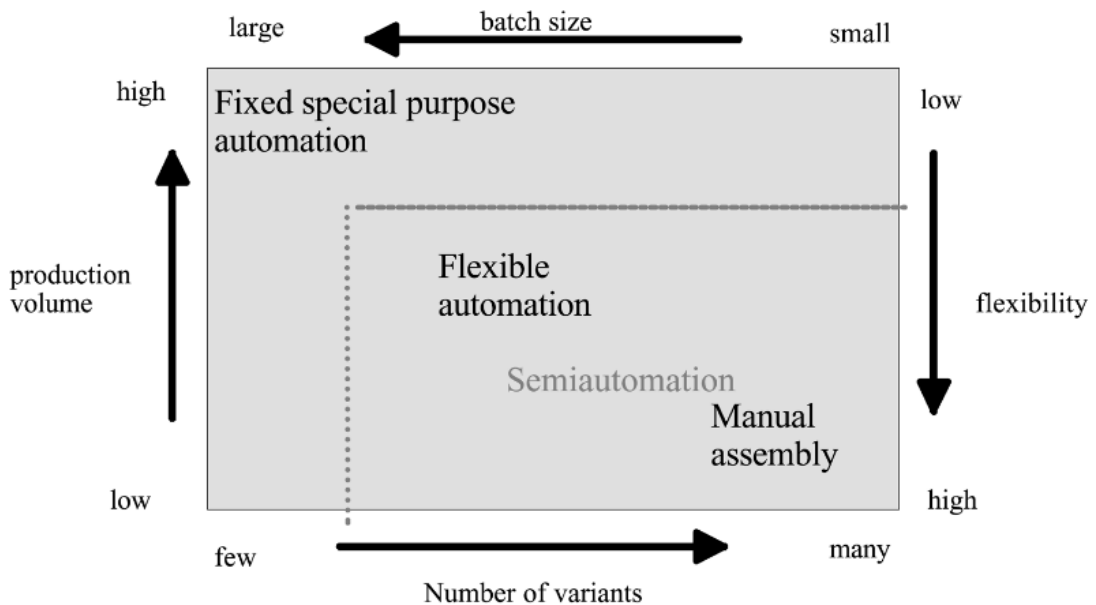 large
batch size
small
high
Fixed special purpose
automation
low
production
volume
Flexible
automation
flexibility
Semiautomation
Manual
assembly
low
high
few
many
Number of variants